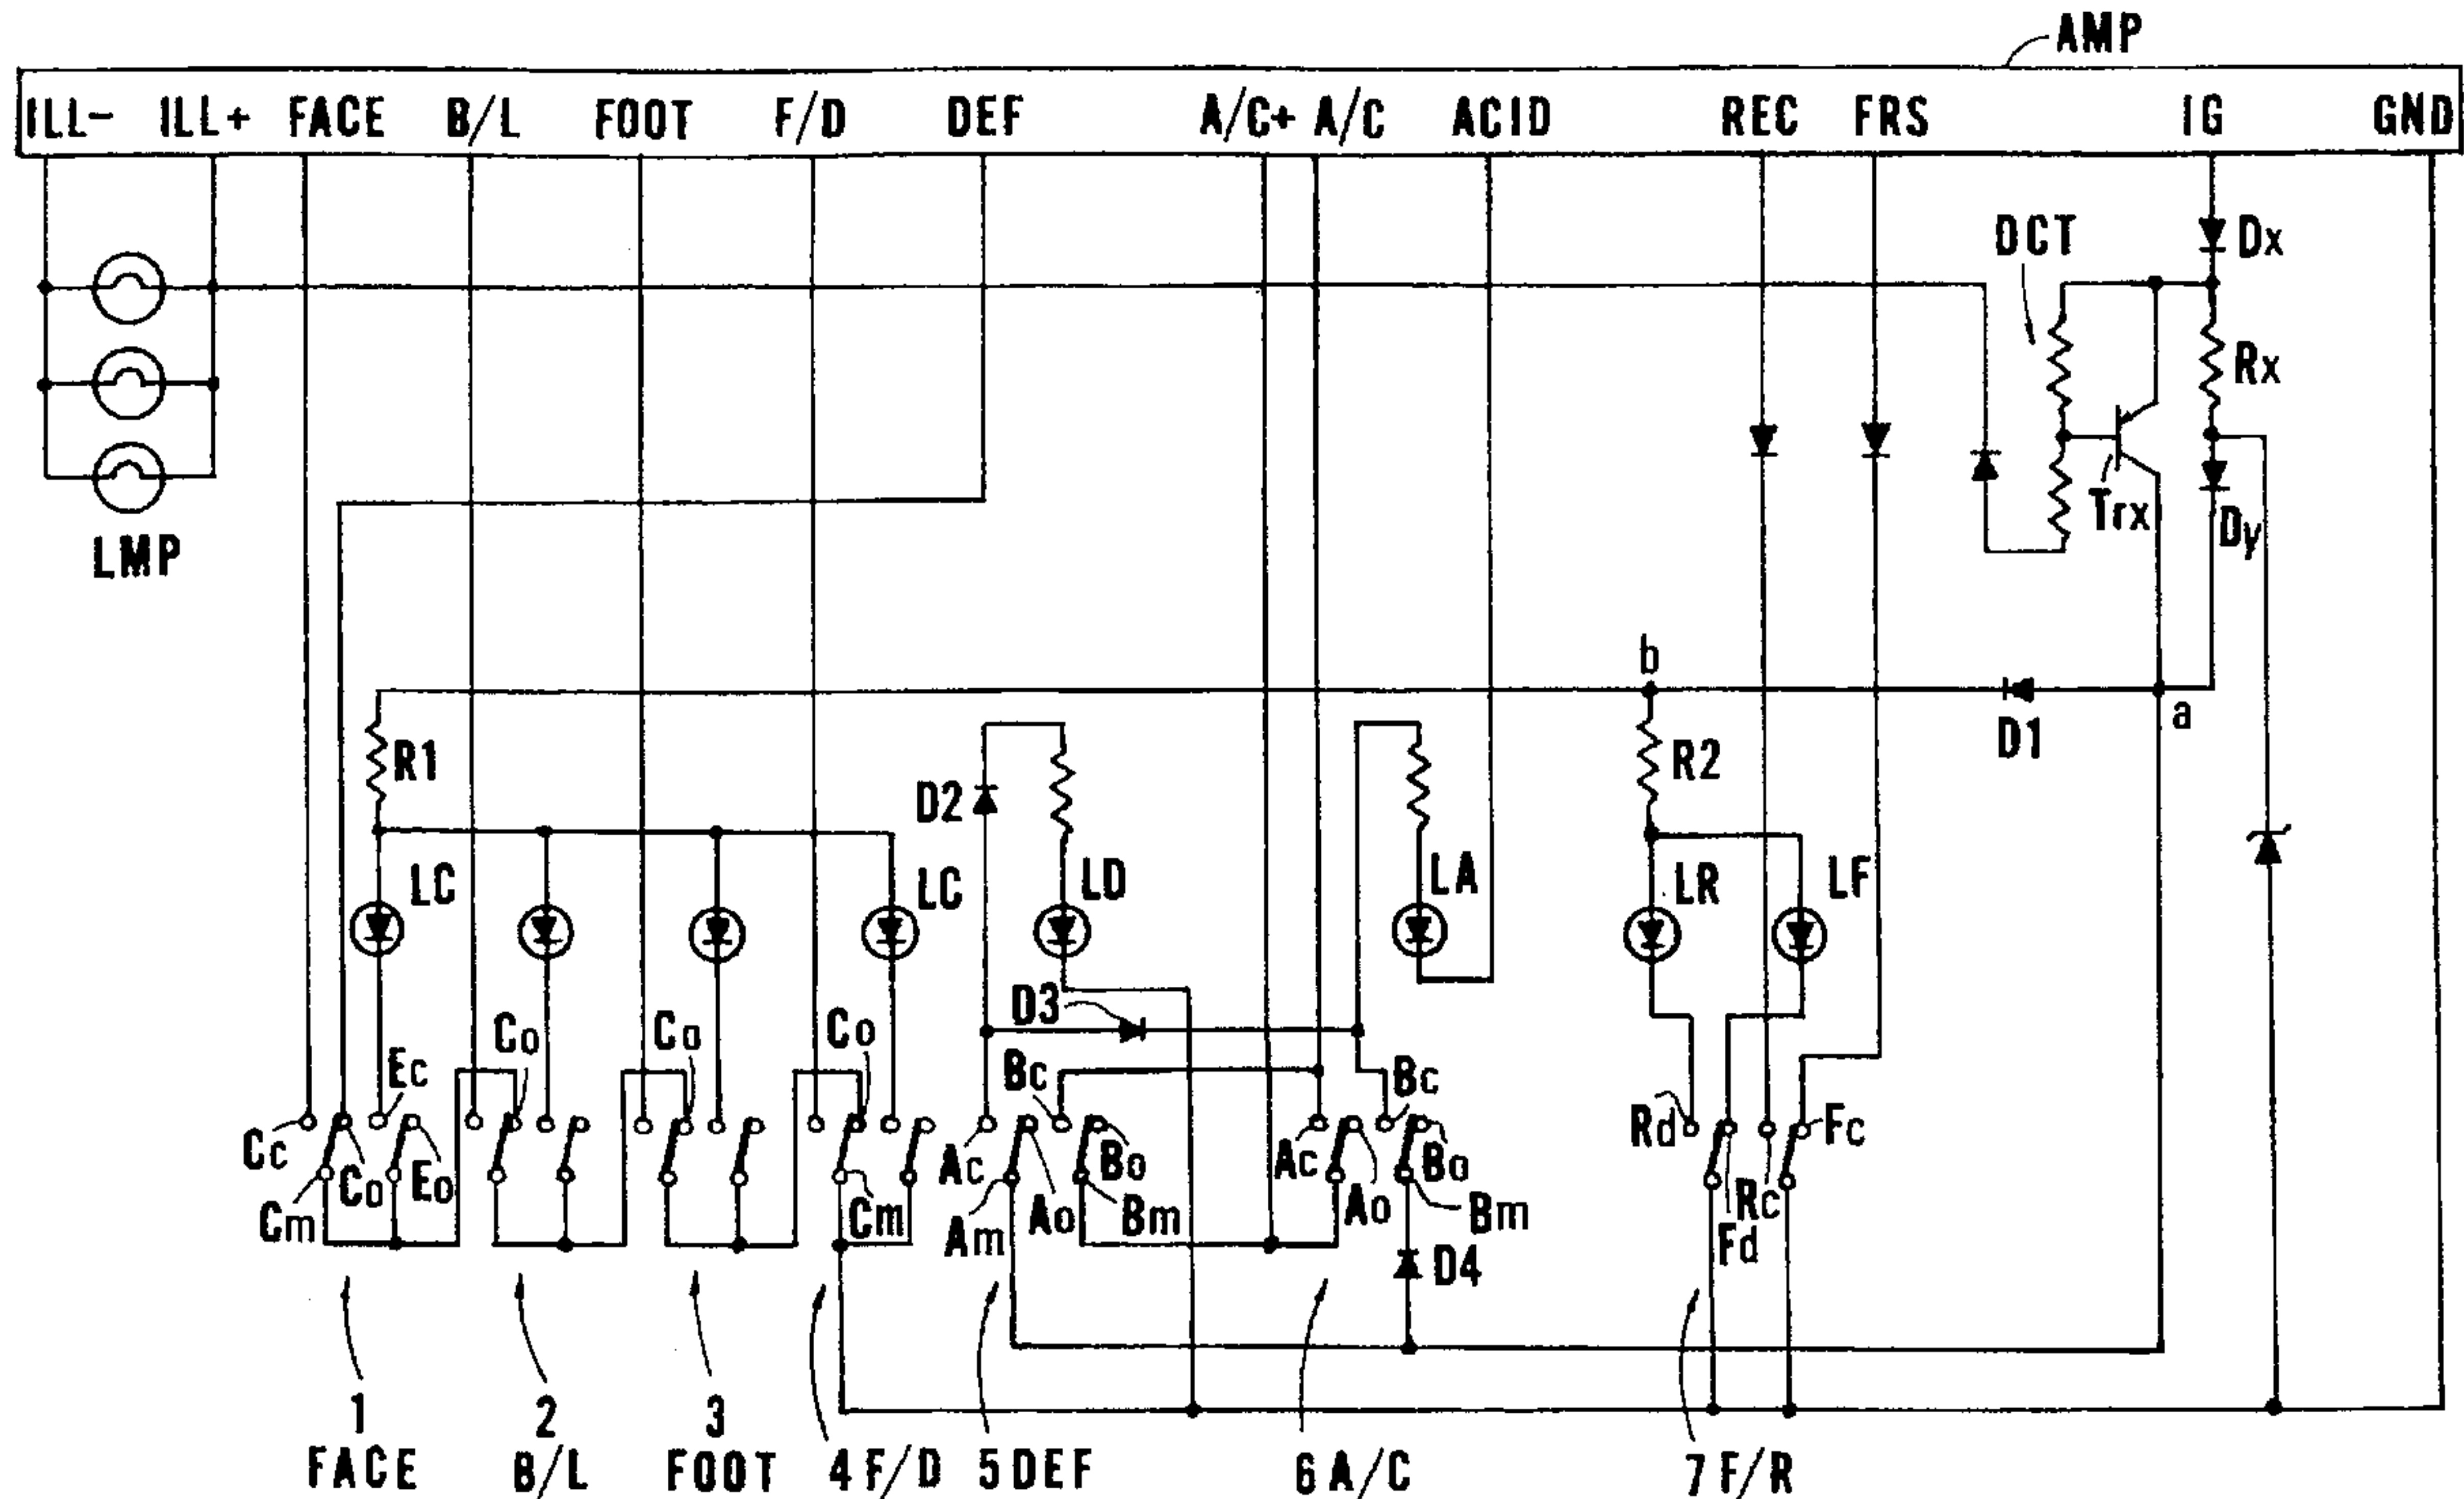 AMP
ILL- ILL+ FACE B/L FOOT F/D DEF A/C+ A/C ACID REC FRS IG GND
DCT Dx
Rx
Trx Dy
LMP
b
a
R1 D2 R2 D1
LC LC LD LA LR LF
D3
Co Co Co
Ec Bc Bc
Cc Co Eo Ac Bo Ac Bo Rd Fc
Cm Cm Am Ao Bm Ao Bm Rc
Fd
D4
1 2 3
FACE B/L FOOT 4 F/D 5 DEF 6 A/C 7 F/R